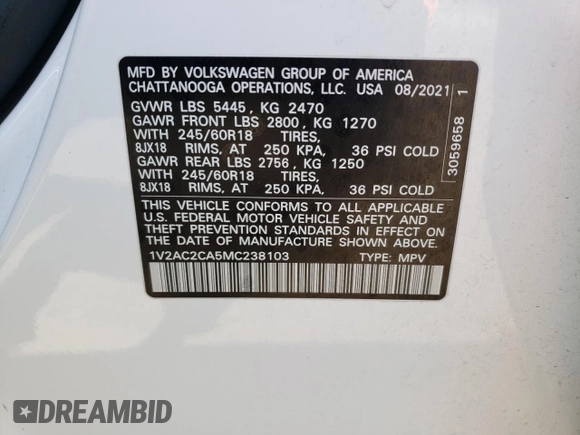 MFD BY VOLKSWAGEN GROUP OF AMERICA
CHATTANOOGA OPERATIONS, LLC. USA 08/2021
GVWR LBS 5445, KG 2470
GAWR FRONT LBS 2800, KG 1270
WITH 245/60R18 TIRES,
8JX18 RIMS, AT 250 KPA, 36 PSI COLD
GAWR REAR LBS 2756, KG 1250
WITH 245/60R18 TIRES,
8JX18 RIMS, AT 250 KPA, 36 PSI COLD
THIS VEHICLE CONFORMS TO ALL APPLICABLE
U.S. FEDERAL MOTOR VEHICLE SAFETY AND
THEFT PREVENTION STANDARDS IN EFFECT ON
THE DATE OF MANUFACTURE SHOWN ABOVE.
1V2AC2CA5MC238103 TYPE: MPV
3059658 1
DREAMBID